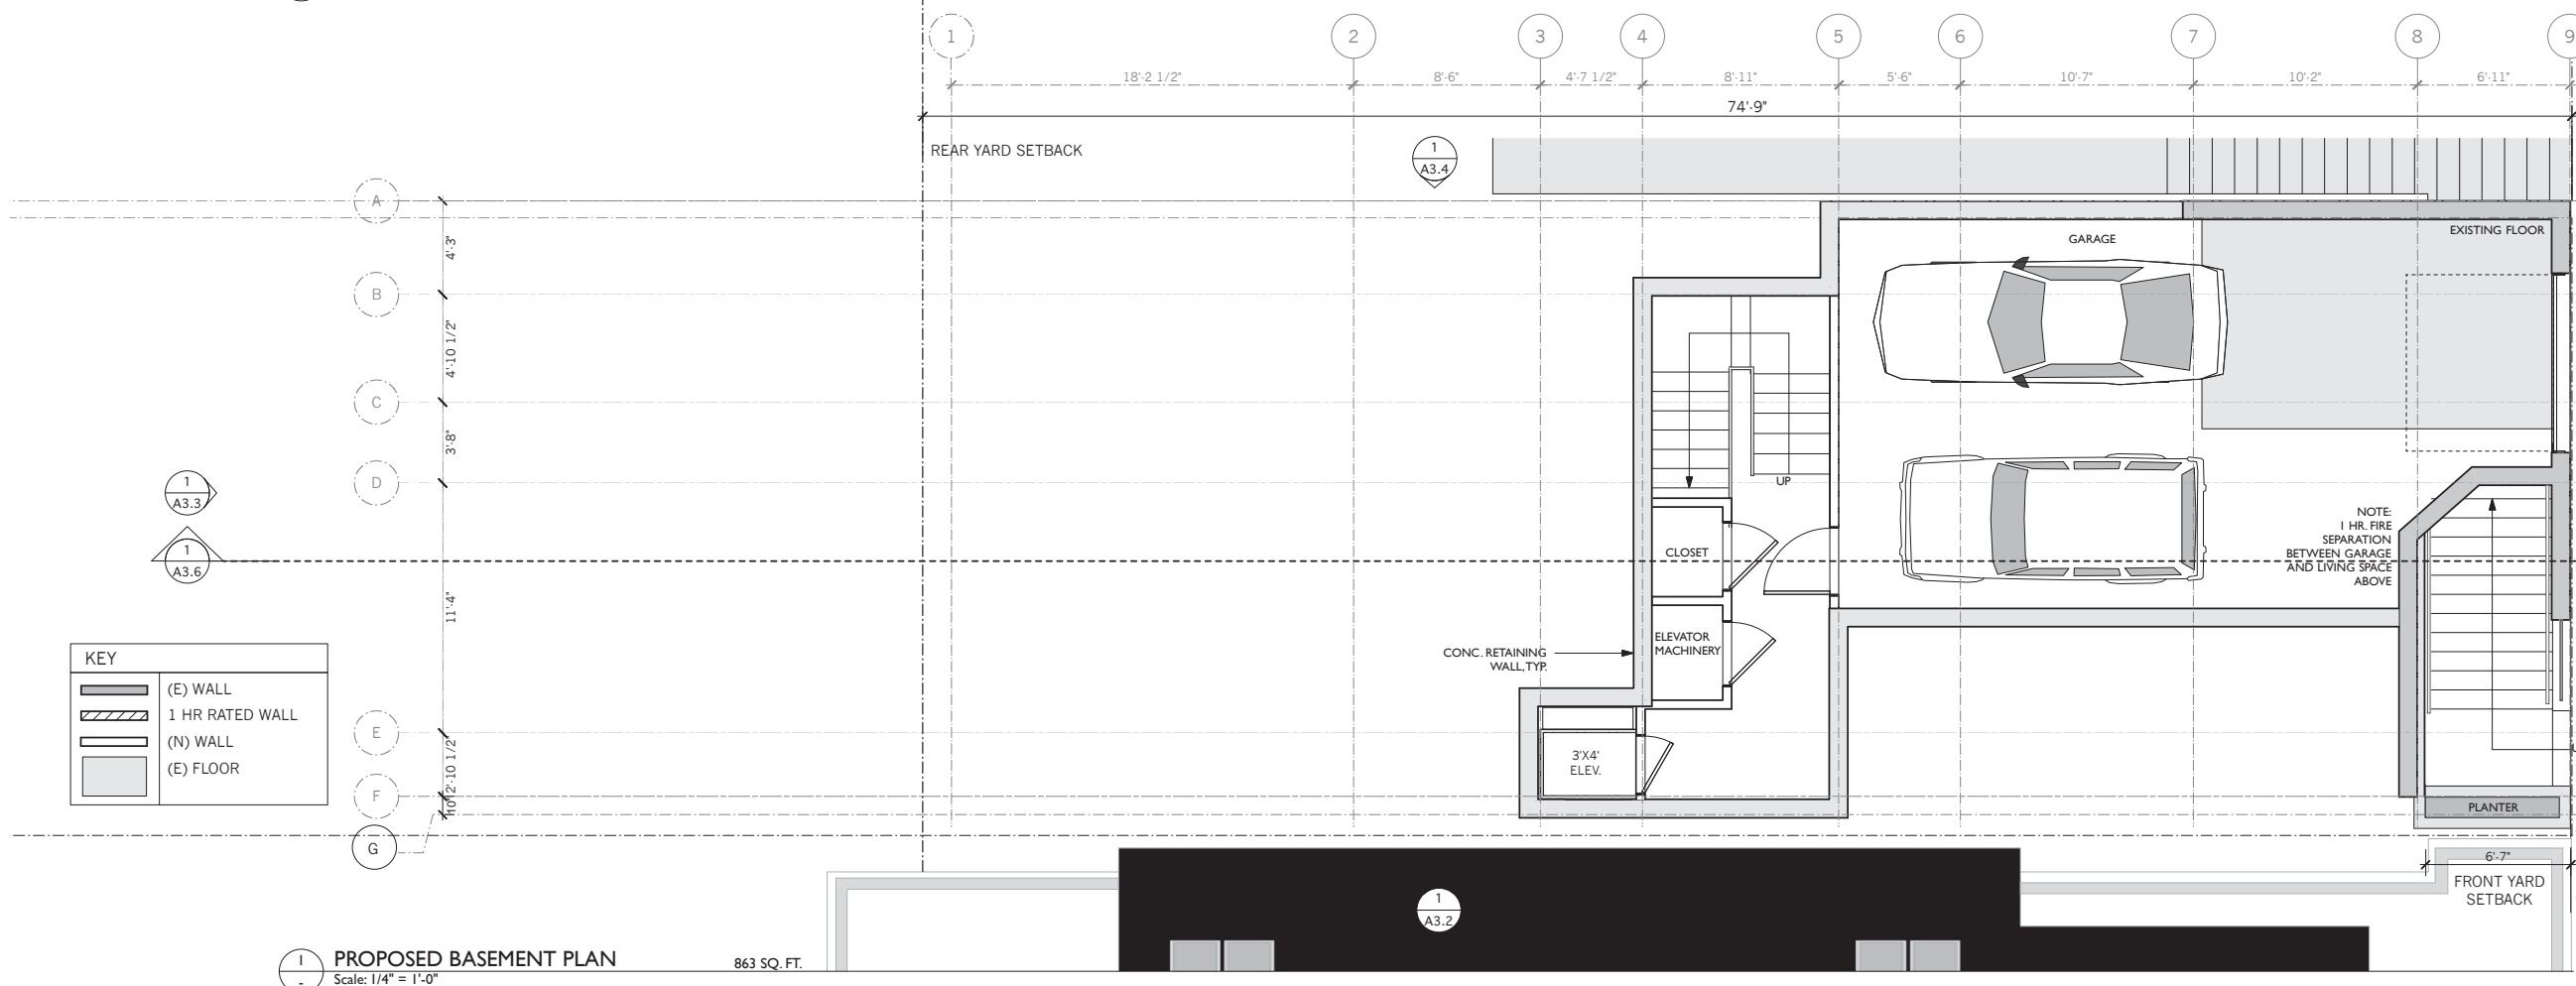 1 2 3 4 5 6 7 8 9
18'-2 1/2" 8'-6" 4'-7 1/2" 8'-11" 5'-6" 10'-7" 10'-2" 6'-11"
74'-9"
REAR YARD SETBACK
1
A3.4
A
4'-3"
B
4'-10 1/2"
C
3'-8"
D
11'-4"
E
2'-10 1/2"
F
10"
G
1
A3.3
1
A3.6
GARAGE
EXISTING FLOOR
UP
CLOSET
ELEVATOR
MACHINERY
CONC. RETAINING
WALL, TYP.
3'X4'
ELEV.
NOTE:
1 HR. FIRE
SEPARATION
BETWEEN GARAGE
AND LIVING SPACE
ABOVE
PLANTER
6'-7"
FRONT YARD
SETBACK
KEY
(E) WALL
1 HR RATED WALL
(N) WALL
(E) FLOOR
1
A3.2
1
-
PROPOSED BASEMENT PLAN
863 SQ. FT.
Scale: 1/4" = 1'-0"